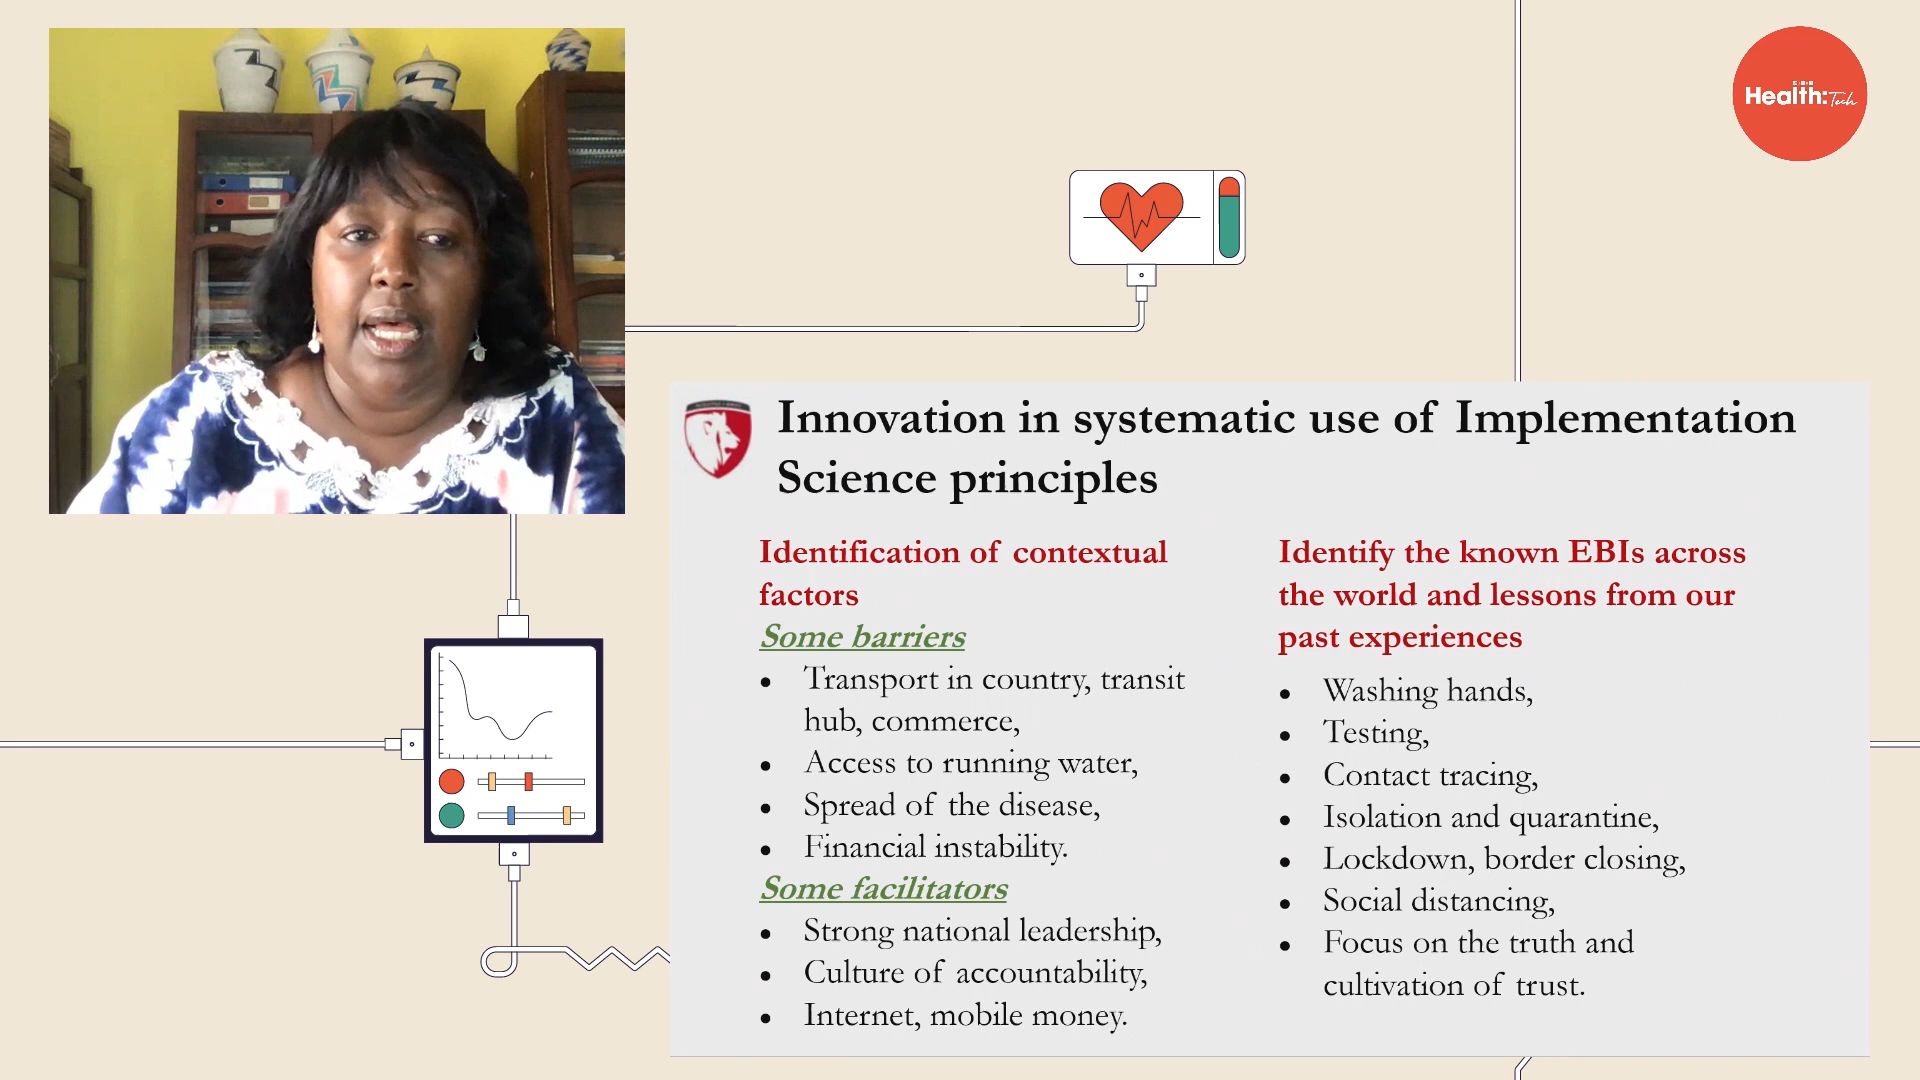 Health:Tech
Innovation in systematic use of Implementation
Science principles
Identification of contextual
factors
Some barriers
• Transport in country, transit
hub, commerce,
• Access to running water,
• Spread of the disease,
• Financial instability.
Some facilitators
• Strong national leadership,
• Culture of accountability,
• Internet, mobile money.
Identify the known EBIs across
the world and lessons from our
past experiences
• Washing hands,
• Testing,
• Contact tracing,
• Isolation and quarantine,
• Lockdown, border closing,
• Social distancing,
• Focus on the truth and
cultivation of trust.